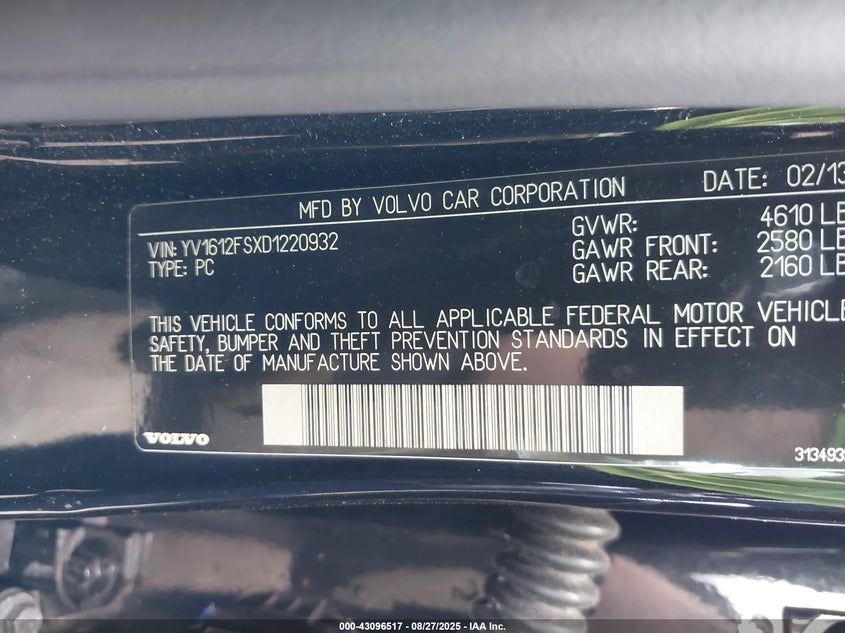 MFD BY VOLVO CAR CORPORATION DATE: 02/13
VIN: YV1612FSXD1220932 GVWR: 4610 LB
TYPE: PC GAWR FRONT: 2580 LB
GAWR REAR: 2160 LB
THIS VEHICLE CONFORMS TO ALL APPLICABLE FEDERAL MOTOR VEHICLE
SAFETY, BUMPER AND THEFT PREVENTION STANDARDS IN EFFECT ON
THE DATE OF MANUFACTURE SHOWN ABOVE.
VOLVO
313493
000-43096517 - 08/27/2025 - IAA Inc.